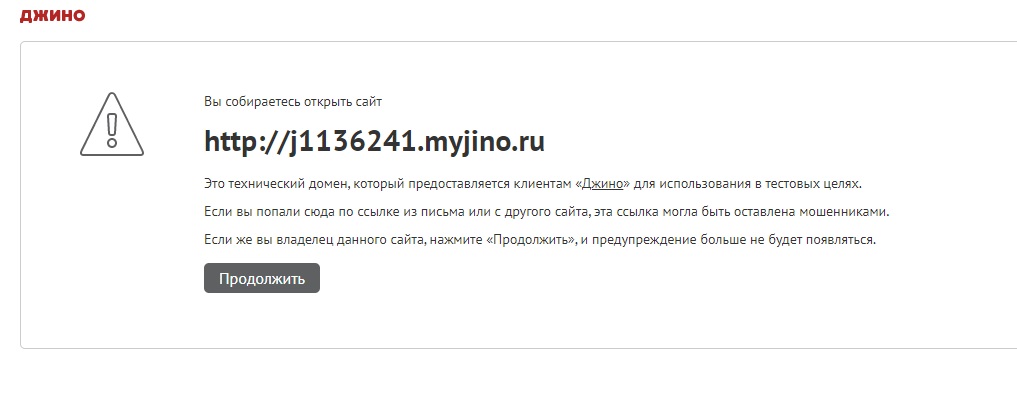 джино
Вы собираетесь открыть сайт
http://j1136241.myjino.ru
Это технический домен, который предоставляется клиентам «Джино» для использования в тестовых целях.
Если вы попали сюда по ссылке из письма или с другого сайта, эта ссылка могла быть оставлена мошенниками.
Если же вы владелец данного сайта, нажмите «Продолжить», и предупреждение больше не будет появляться.
Продолжить